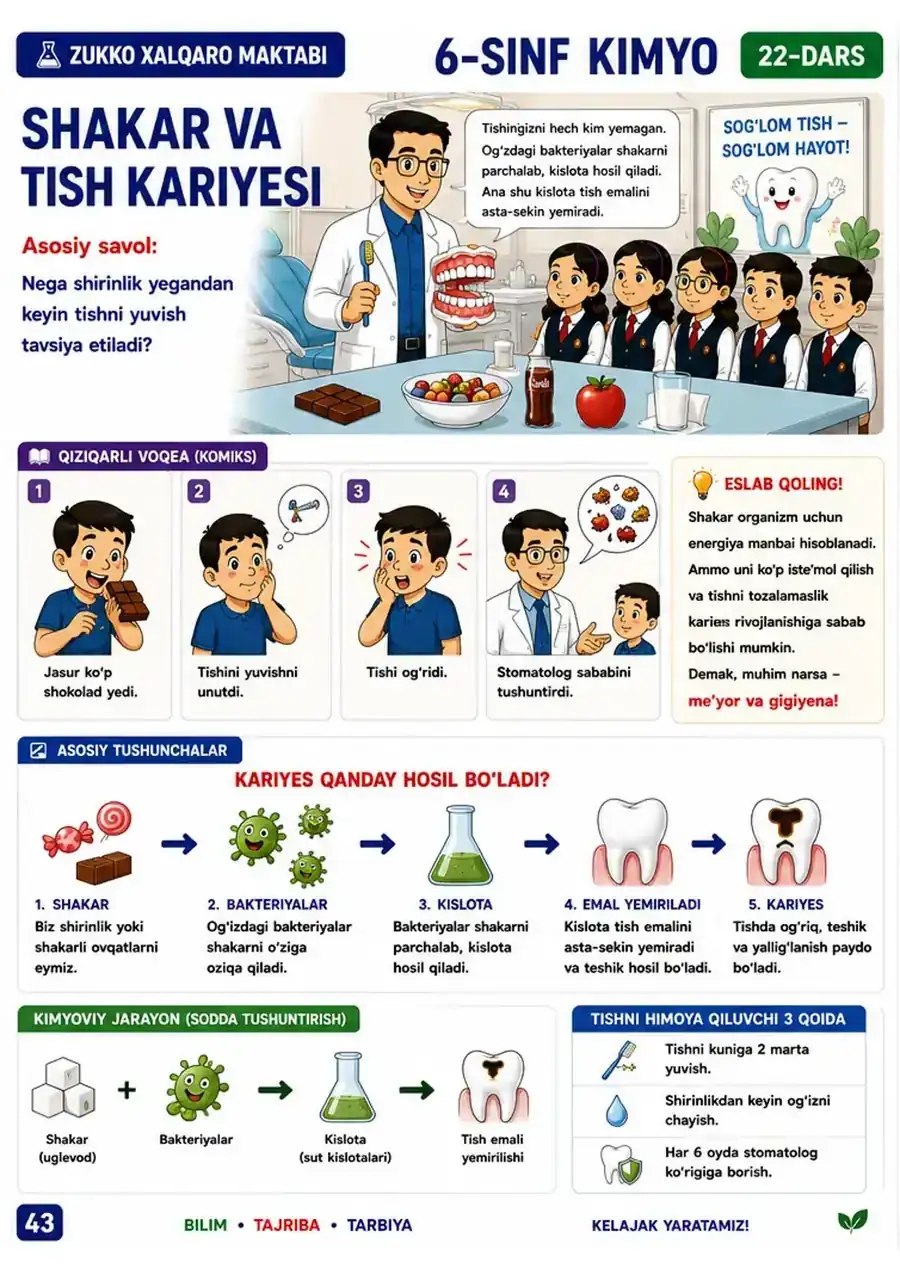 ZUKKO XALQARO MAKTABI
6-SINF KIMYO
22-DARS
SHAKAR VA
TISH KARIYESI
Asosiy savol:
Nega shirinlik yegandan
keyin tishni yuvish
tavsiya etiladi?
Tishingizni hech kim yemagan.
Og'izdagi bakteriyalar shakarni
parchalab, kislota hosil qiladi.
Ana shu kislota tish emalini
asta-sekin yemiradi.
SOG'LOM TISH –
SOG'LOM HAYOT!
QIZIQARLI VOQEA (KOMIKS)
1
Jasur ko'p
shokolad yedi.
2
Tishini yuvishni
unutdi.
3
Tishi og'ridi.
4
Stomatolog sababini
tushuntirdi.
ESLAB QOLING!
Shakar organizm uchun
energiya manbai hisoblanadi.
Ammo uni ko'p iste'mol qilish
va tishni tozalamaslik
karies rivojlanishiga sabab
bo'lishi mumkin.
Demak, muhim narsa –
me'yor va gigiyena!
ASOSIY TUSHUNCHALAR
KARIYES QANDAY HOSIL BO'LADI?
1. SHAKAR
Biz shirinlik yoki
shakarli ovqatlarni
eymiz.
2. BAKTERIYALAR
Og'izdagi bakteriyalar
shakarni o'ziga
oziqa qiladi.
3. KISLOTA
Bakteriyalar shakarni
parchalab, kislota
hosil qiladi.
4. EMAL YEMIRILADI
Kislota tish emalini
asta-sekin yemiradi
va teshik hosil bo'ladi.
5. KARIYES
Tishda og'riq, teshik
va yallig'lanish paydo
bo'ladi.
KIMYOVIY JARAYON (SODDA TUSHUNTIRISH)
+
Shakar
(uglevod)
Bakteriyalar
Kislota
(sut kislotalari)
Tish emali
yemirilishi
TISHNI HIMOYA QILUVCHI 3 QOIDA
Tishni kuniga 2 marta
yuvish.
Shirinlikdan keyin og'izni
chayish.
Har 6 oyda stomatolog
ko'rigiga borish.
43
BILIM • TAJRIBA • TARBIYA
KELAJAK YARATAMIZ!